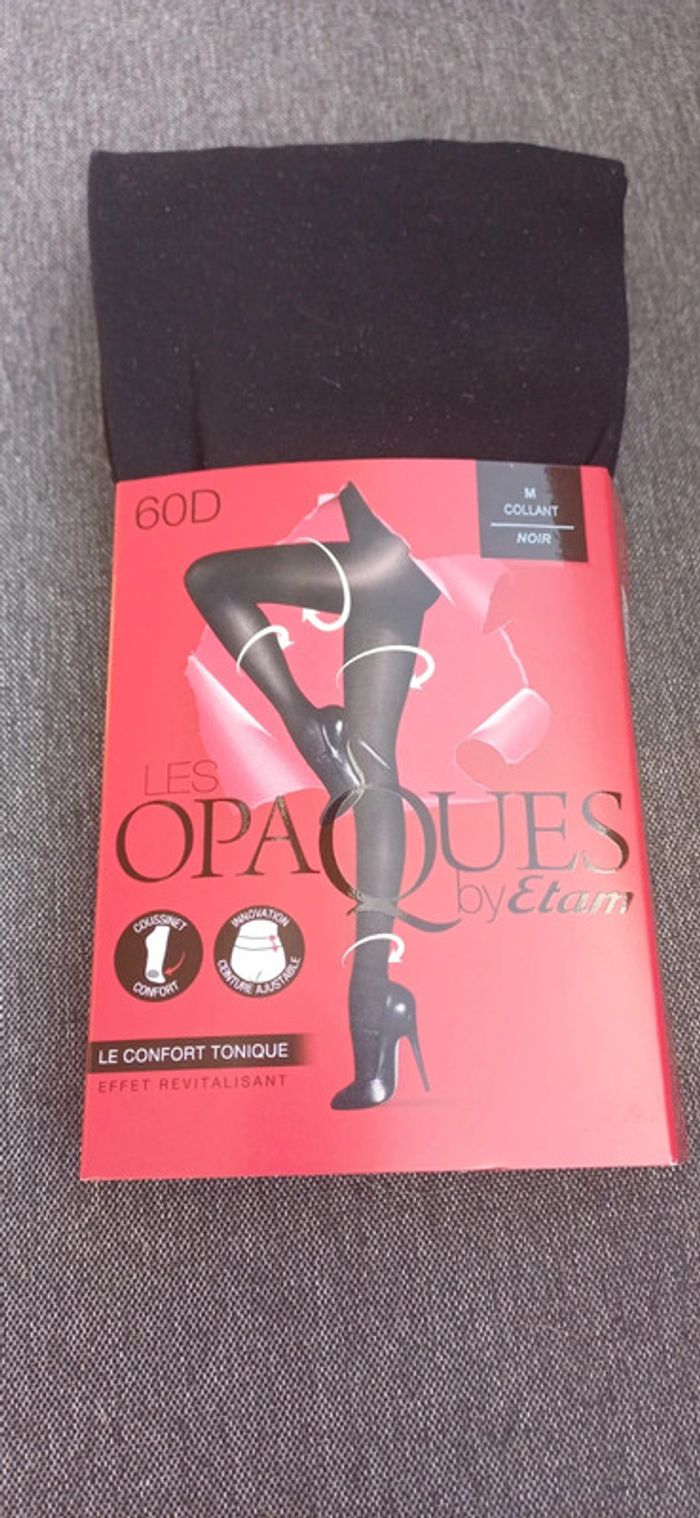 60D
M
COLLANT
NOIR
LES
OPAQUES
by Etam
COUSSINET
CONFORT
INNOVATION
CEINTURE AJUSTABLE
LE CONFORT TONIQUE
EFFET REVITALISANT